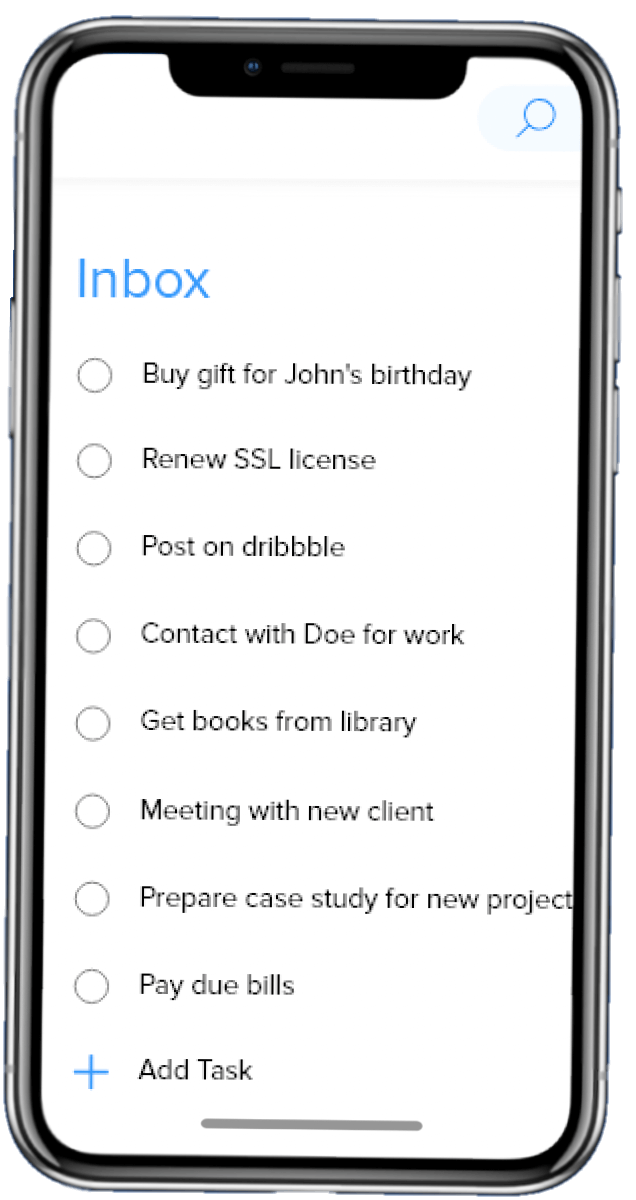 Inbox
Buy gift for John's birthday
Renew SSL license
Post on dribbble
Contact with Doe for work
Get books from library
Meeting with new client
Prepare case study for new project
Pay due bills
Add Task